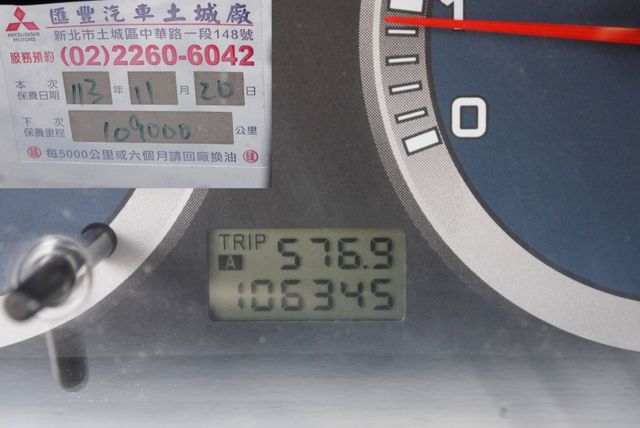 匯豐汽車土城廠
MITSUBISHI MOTORS
新北市土城區中華路一段148號
服務預約 (02)2260-6042
本次保養日期 113 年 11 月 20 日
下次保養里程 109000 公里
每5000公里或六個月請回廠換油
1
0
TRIP A 576.9
106345